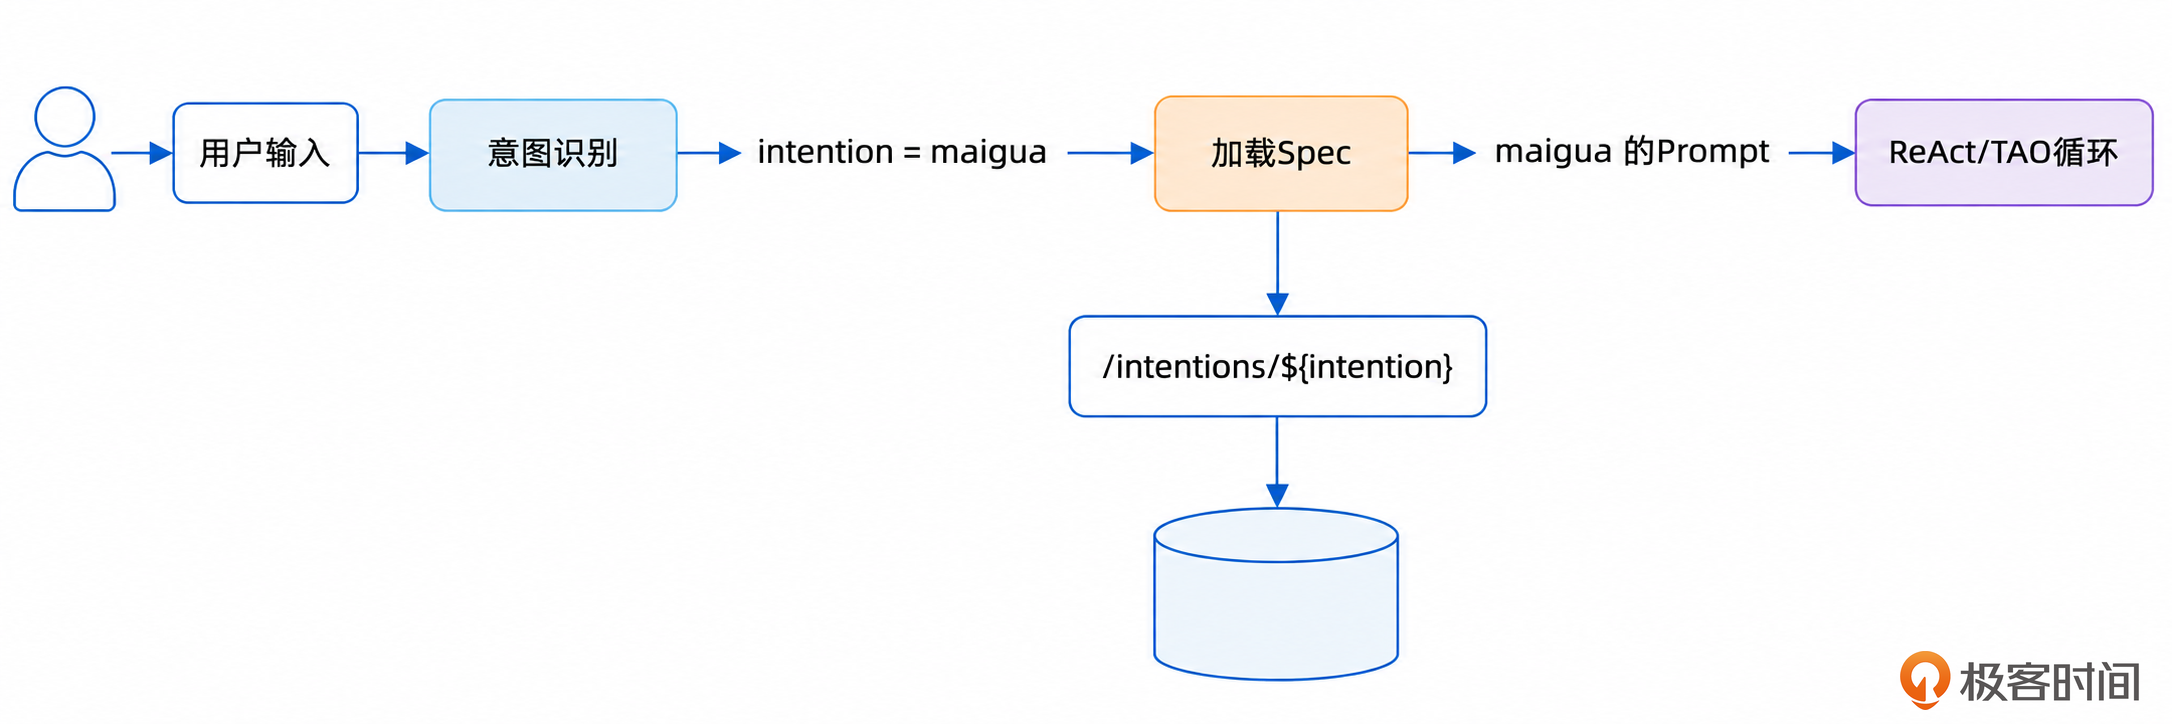 用户输入
意图识别
intention = maigua
加载Spec
maigua 的Prompt
ReAct/TAO循环
/intentions/${intention}
极客时间